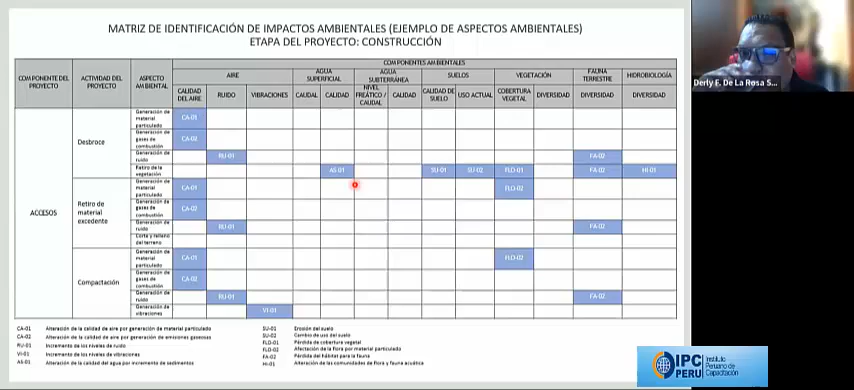 MATRIZ DE IDENTIFICACIÓN DE IMPACTOS AMBIENTALES (EJEMPLO DE ASPECTOS AMBIENTALES)
ETAPA DEL PROYECTO: CONSTRUCCIÓN
COMPONENTES AMBIENTALES
COMPONENTE DEL PROYECTO ACTIVIDAD DEL PROYECTO ASPECTO AMBIENTAL AIRE AGUA SUPERFICIAL AGUA SUBTERRÁNEA SUELOS VEGETACIÓN FAUNA TERRESTRE HIDROBIOLOGÍA
CALIDAD DEL AIRE RUIDO VIBRACIONES CAUDAL CALIDAD NIVEL FREÁTICO / CAUDAL CALIDAD CALIDAD DE SUELO USO ACTUAL COBERTURA VEGETAL DIVERSIDAD DIVERSIDAD DIVERSIDAD
ACCESOS
Desbroce
Generación de material particulado CA-01
Generación de gases de combustión CA-02
Generación de ruido RU-01 FA-02
Retiro de la vegetación AS-01 SU-01 SU-02 FLO-01 FA-02 HI-01
Retiro de material excedente
Generación de material particulado CA-01 FLO-02
Generación de gases de combustión CA-02
Generación de ruido RU-01 FA-02
Corte y relleno del terreno
Compactación
Generación de material particulado CA-01 FLO-02
Generación de gases de combustión CA-02
Generación de ruido RU-01 FA-02
Generación de vibraciones VI-01
CA-01 Alteración de la calidad de aire por generación de material particulado
CA-02 Alteración de la calidad de aire por generación de emisiones gaseosas
RU-01 Incremento de los niveles de ruido
VI-01 Incremento de los niveles de vibraciones
AS-01 Alteración de la calidad del agua por incremento de sedimentos
SU-01 Erosión del suelo
SU-02 Cambio de uso del suelo
FLO-01 Pérdida de cobertura vegetal
FLO-02 Afectación de la flora por material particulado
FA-02 Pérdida del hábitat para la fauna
HI-01 Alteración de las comunidades de flora y fauna acuática
Derly F. De La Rosa S...
IPC PERÚ
Instituto
Peruano de
Capacitación